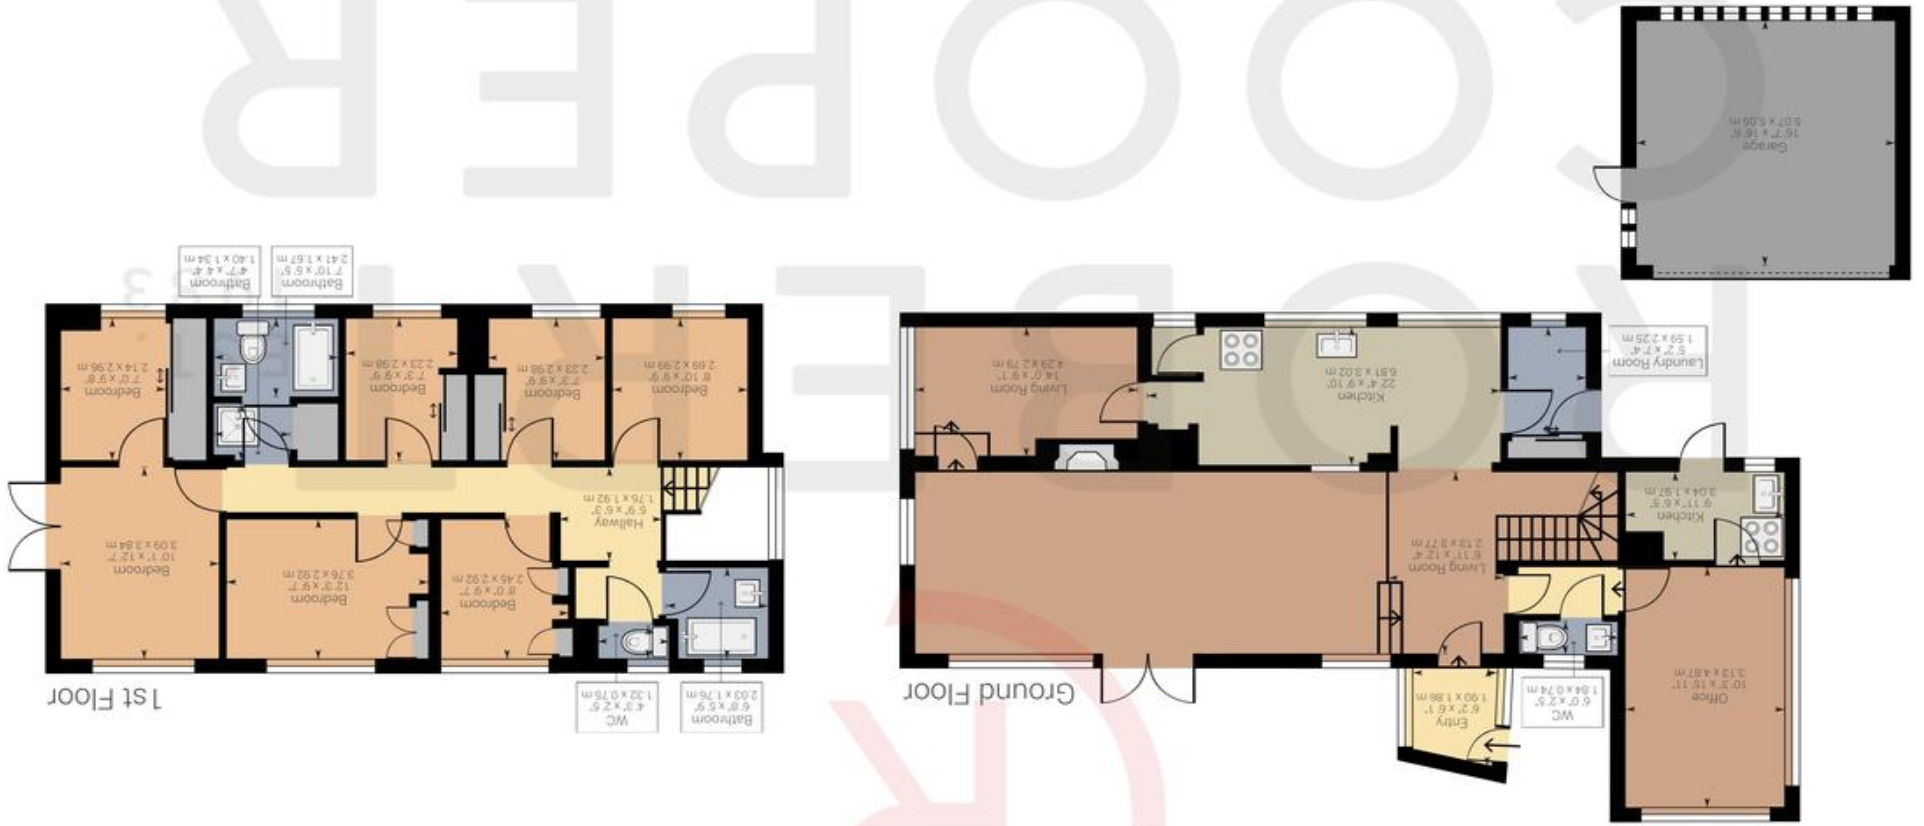 R
Office
10'3" x 15'11"
3.13 x 4.87 m
WC
6'0" x 2'5"
1.84 x 0.74 m
Entry
6'2" x 6'1"
1.90 x 1.86 m
Ground Floor
Kitchen
9'11" x 6'5"
3.04 x 1.97 m
Living Room
6'11" x 12'4"
2.13 x 3.77 m
Laundry Room
5'2" x 7'4"
1.59 x 2.25 m
Kitchen
22'4" x 9'10"
6.81 x 3.02 m
Living Room
14'0" x 9'1"
4.29 x 2.79 m
Garage
16'7" x 16'6"
5.07 x 5.06 m
Bathroom
6'8" x 5'9"
2.03 x 1.76 m
WC
4'3" x 2'5"
1.32 x 0.75 m
1st Floor
Bedroom
8'0" x 9'7"
2.45 x 2.92 m
Bedroom
12'3" x 9'7"
3.76 x 2.92 m
Bedroom
10'1" x 12'7"
3.09 x 3.84 m
Hallway
5'9" x 6'3"
1.76 x 1.92 m
Bedroom
8'10" x 9'9"
2.69 x 2.99 m
Bedroom
7'3" x 9'9"
2.23 x 2.98 m
Bedroom
7'3" x 9'9"
2.23 x 2.98 m
Bedroom
7'0" x 9'8"
2.14 x 2.96 m
Bathroom
7'10" x 5'5"
2.41 x 1.67 m
Bathroom
4'7" x 4'4"
1.40 x 1.34 m
ROBERT
COOPER